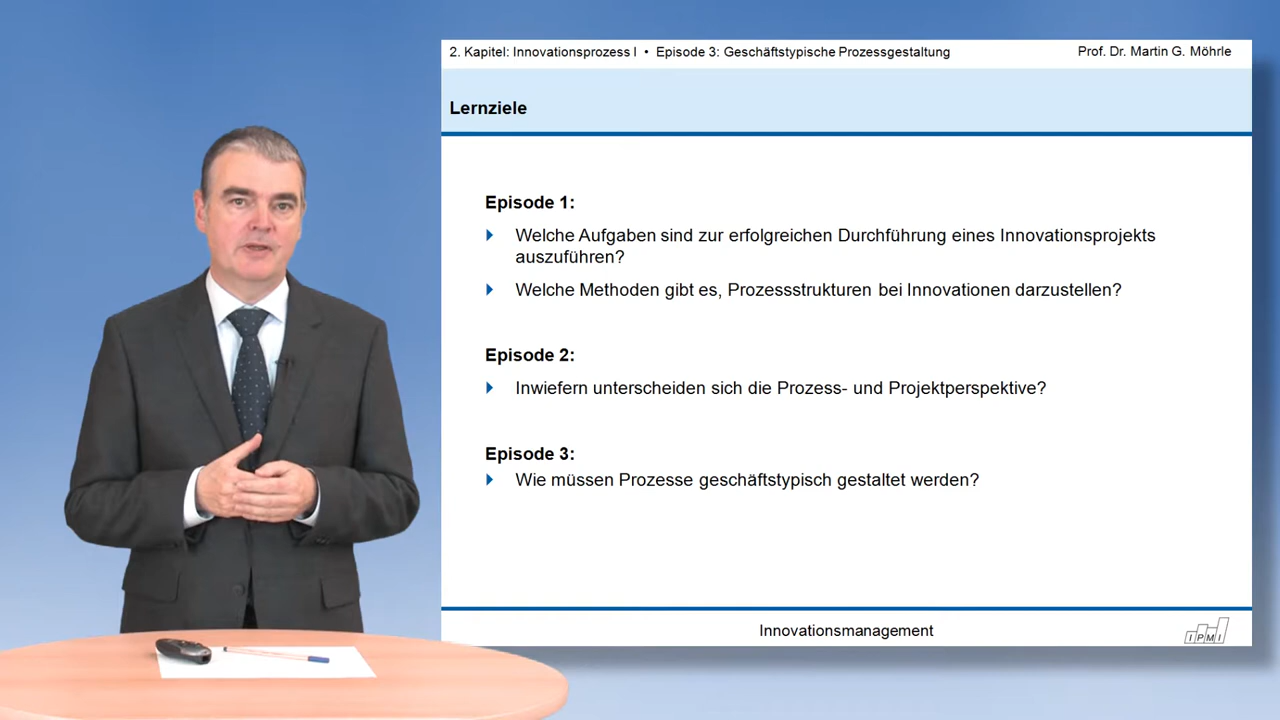 2. Kapitel: Innovationsprozess I • Episode 3: Geschäftstypische Prozessgestaltung
Prof. Dr. Martin G. Möhrle
Lernziele
Episode 1:
Welche Aufgaben sind zur erfolgreichen Durchführung eines Innovationsprojekts
auszuführen?
Welche Methoden gibt es, Prozessstrukturen bei Innovationen darzustellen?
Episode 2:
Inwiefern unterscheiden sich die Prozess- und Projektperspektive?
Episode 3:
Wie müssen Prozesse geschäftstypisch gestaltet werden?
Innovationsmanagement
IPMI